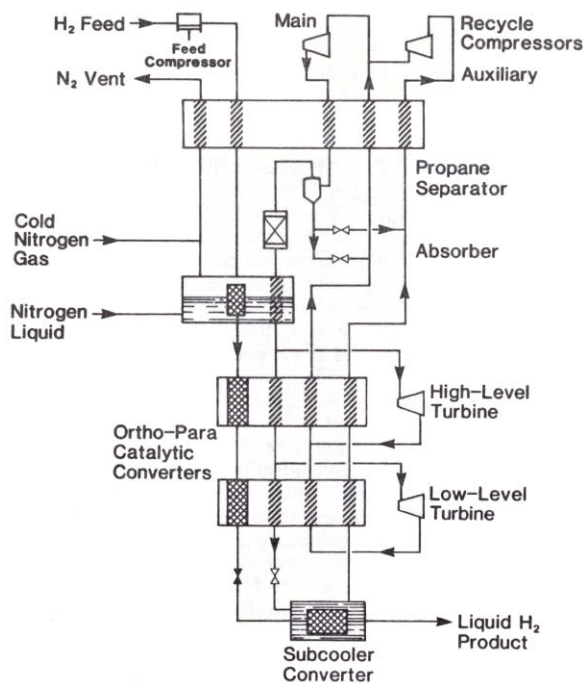 H₂ Feed
Feed
Compressor
N₂ Vent
Main
Recycle
Compressors
Auxiliary
Propane
Separator
Cold
Nitrogen
Gas
Absorber
Nitrogen
Liquid
High-Level
Turbine
Ortho-Para
Catalytic
Converters
Low-Level
Turbine
Liquid H₂
Product
Subcooler
Converter